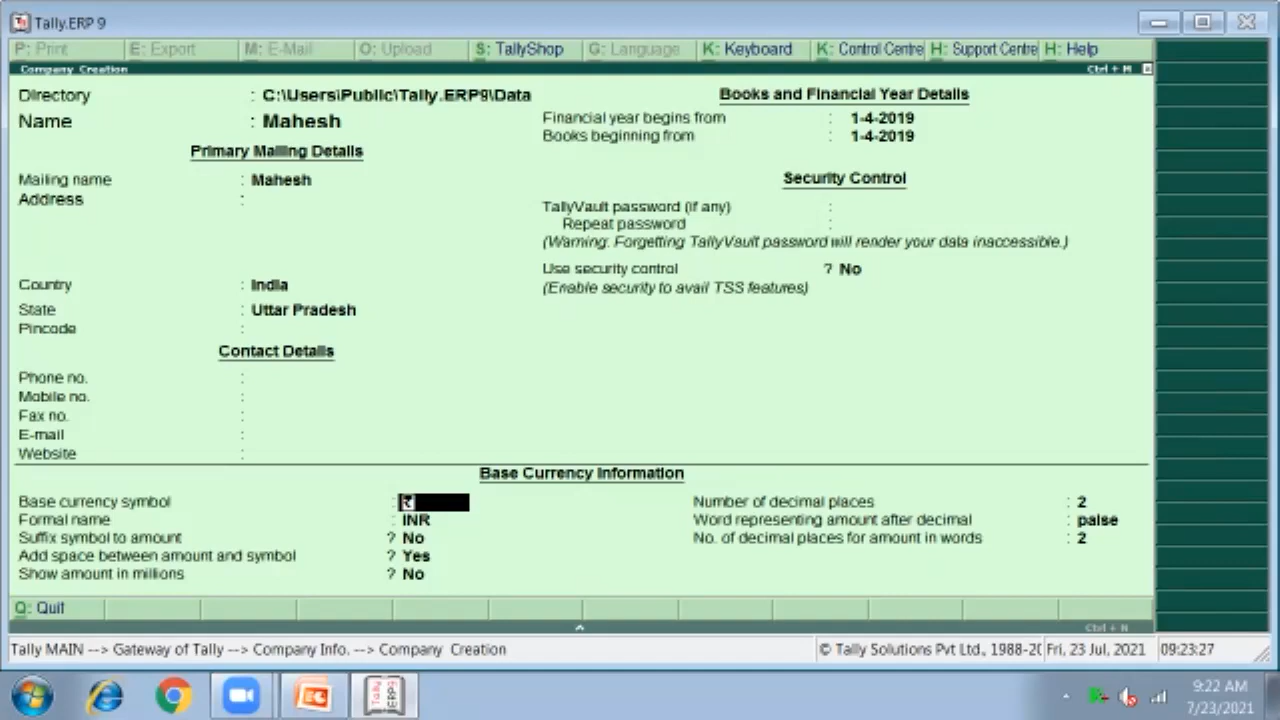 Tally.ERP 9
P: Print E: Export M: E-Mail O: Upload S: TallyShop G: Language K: Keyboard K: Control Centre H: Support Centre H: Help
Company Creation Ctrl + M
Directory : C:\Users\Public\Tally.ERP9\Data
Name : Mahesh
Primary Mailing Details
Mailing name : Mahesh
Address :
Country : India
State : Uttar Pradesh
Pincode :
Contact Details
Phone no. :
Mobile no. :
Fax no. :
E-mail :
Website :
Books and Financial Year Details
Financial year begins from : 1-4-2019
Books beginning from : 1-4-2019
Security Control
TallyVault password (if any) :
Repeat password :
(Warning: Forgetting TallyVault password will render your data inaccessible.)
Use security control ? No
(Enable security to avail TSS features)
Base Currency Information
Base currency symbol : ₹
Formal name : INR
Suffix symbol to amount ? No
Add space between amount and symbol ? Yes
Show amount in millions ? No
Number of decimal places : 2
Word representing amount after decimal : paise
No. of decimal places for amount in words : 2
Q: Quit
Ctrl + N
Tally MAIN --> Gateway of Tally --> Company Info. --> Company Creation © Tally Solutions Pvt Ltd., 1988-20 Fri, 23 Jul, 2021 09:23:27
Tally ERP9
9:22 AM
7/23/2021